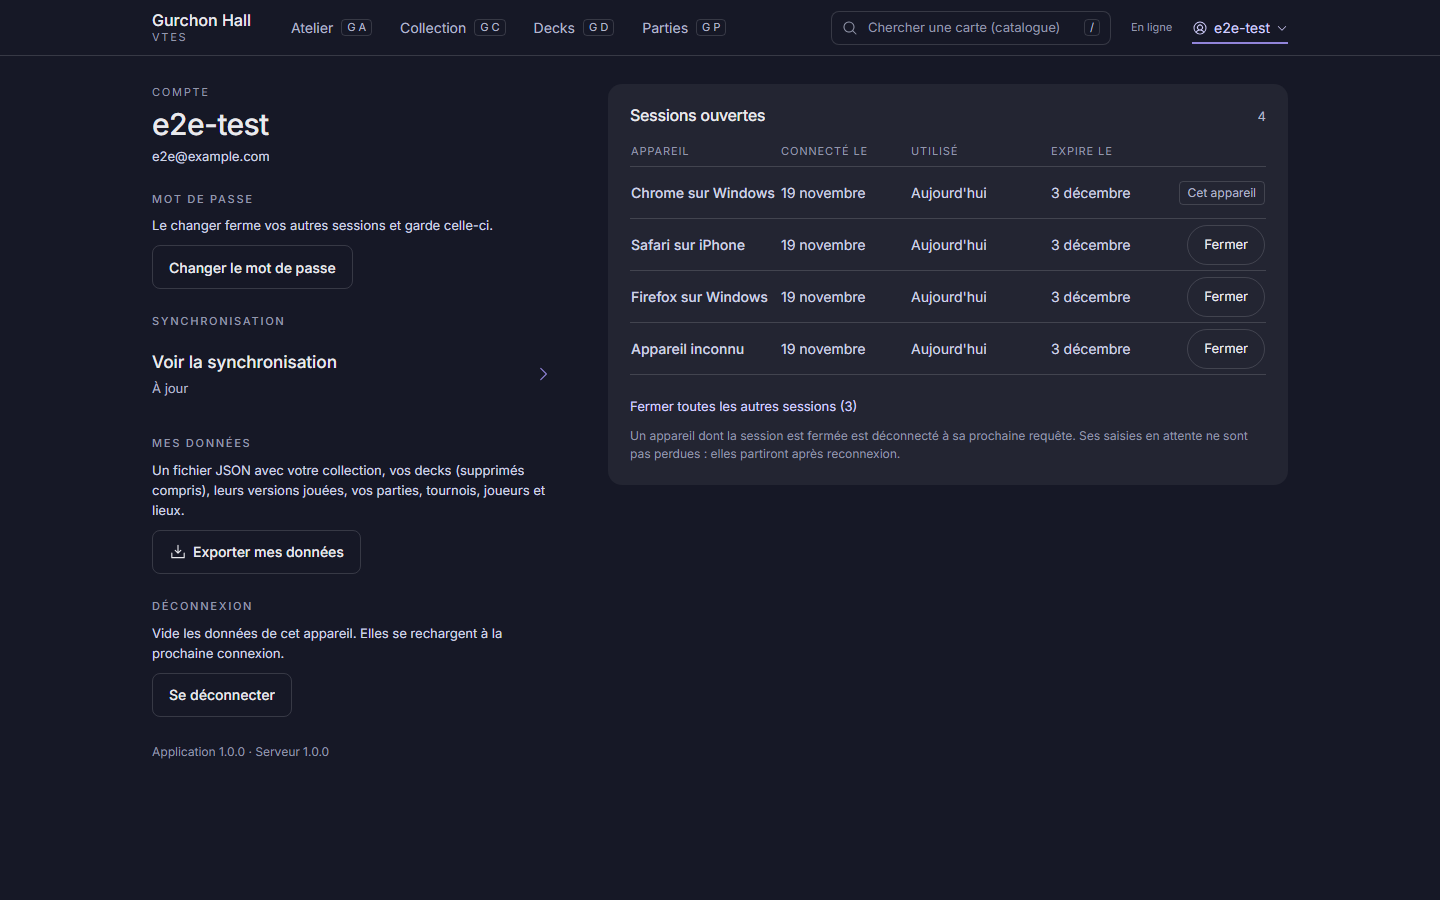 Gurchon Hall
VTES
Atelier G A
Collection G C
Decks G D
Parties G P
Chercher une carte (catalogue) /
En ligne
e2e-test
COMPTE
e2e-test
e2e@example.com
MOT DE PASSE
Le changer ferme vos autres sessions et garde celle-ci.
Changer le mot de passe
SYNCHRONISATION
Voir la synchronisation
À jour
MES DONNÉES
Un fichier JSON avec votre collection, vos decks (supprimés
compris), leurs versions jouées, vos parties, tournois, joueurs et
lieux.
Exporter mes données
DÉCONNEXION
Vide les données de cet appareil. Elles se rechargent à la
prochaine connexion.
Se déconnecter
Application 1.0.0 · Serveur 1.0.0
Sessions ouvertes 4
APPAREIL CONNECTÉ LE UTILISÉ EXPIRE LE
Chrome sur Windows 19 novembre Aujourd'hui 3 décembre Cet appareil
Safari sur iPhone 19 novembre Aujourd'hui 3 décembre Fermer
Firefox sur Windows 19 novembre Aujourd'hui 3 décembre Fermer
Appareil inconnu 19 novembre Aujourd'hui 3 décembre Fermer
Fermer toutes les autres sessions (3)
Un appareil dont la session est fermée est déconnecté à sa prochaine requête. Ses saisies en attente ne sont
pas perdues : elles partiront après reconnexion.